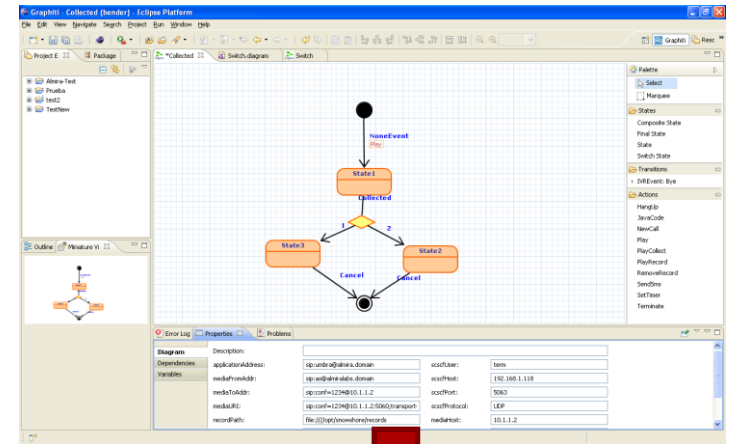 Graphiti - Collected (bender) - Eclipse Platform
File Edit View Navigate Search Project Run Window Help
Graphiti Resc
Project E Package
*Collected Switch.diagram Switch
Almira-Test
Prueba
test2
TestNew
Palette
Select
Marquee
States
Composite State
Final State
State
Switch State
Transitions
IVREvent: Bye
Actions
HangUp
JavaCode
NewCall
Play
PlayCollect
PlayRecord
RemoveRecord
SendSms
SetTimer
Terminate
NoneEvent
Play
State1
Collected
1 2
State3 State2
Cancel Cancel
Outline Miniature Vi
Error Log Properties Problems
Diagram
Dependencies
Variables
Description:
applicationAddress: sip:umbra@almira.domain scscfUser: term
mediaFromAddr: sip:as@almiralabs.domain scscfHost: 192.168.1.118
mediaToAddr: sip:conf=1234@10.1.1.2 scscfPort: 5063
mediaURI: sip:conf=1234@10.1.1.2:5060;transport= scscfProtocol: UDP
recordPath: file:////opt/snowshore/records mediaHost: 10.1.1.2